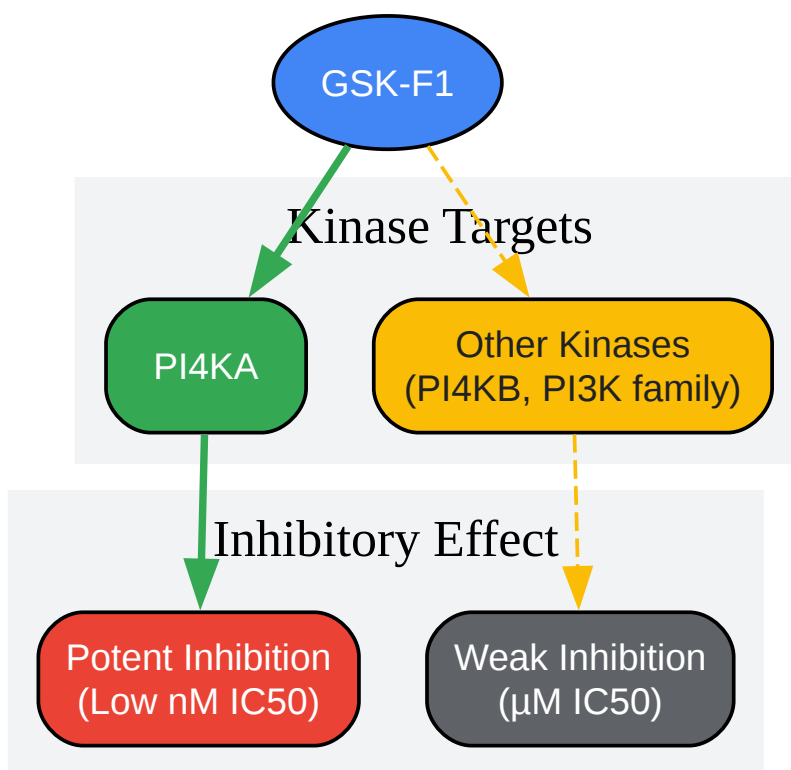 GSK-F1
Kinase Targets
PI4KA
Other Kinases
(PI4KB, PI3K family)
Inhibitory Effect
Potent Inhibition
(Low nM IC50)
Weak Inhibition
(µM IC50)